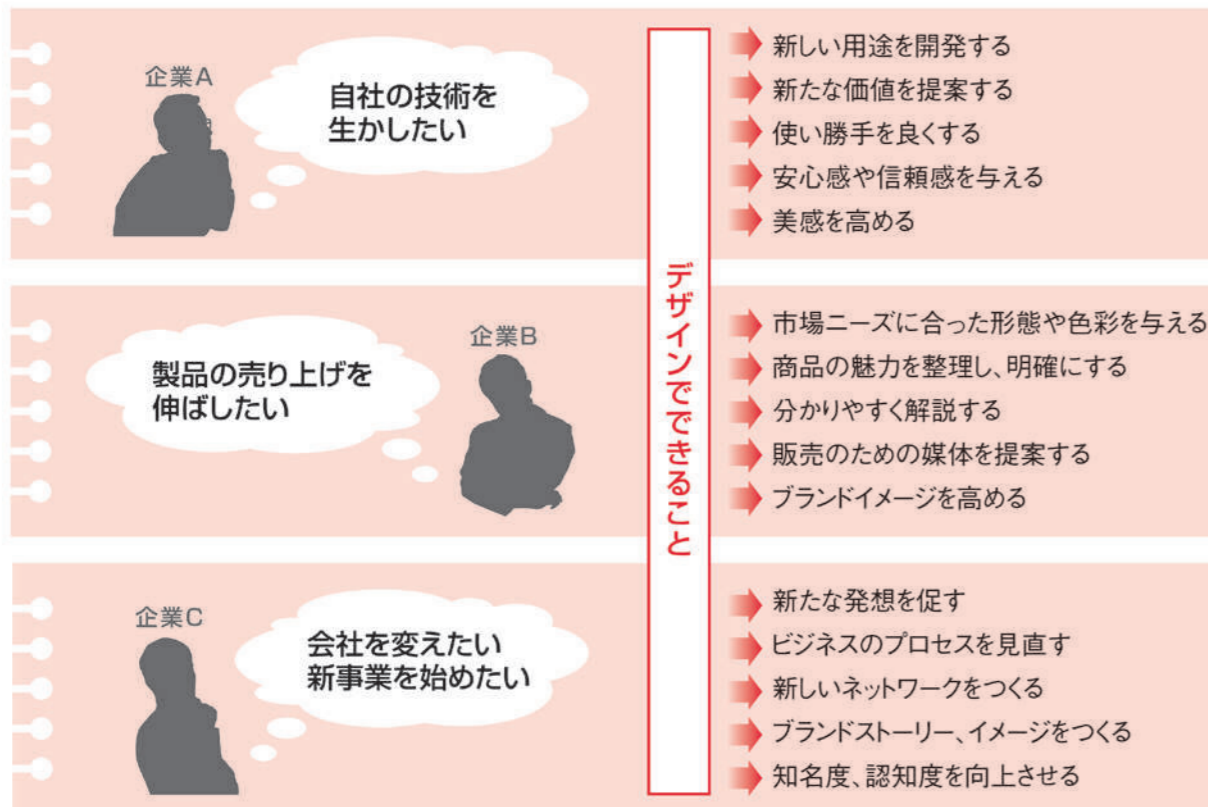 企業A
自社の技術を
生かしたい
新しい用途を開発する
新たな価値を提案する
使い勝手を良くする
安心感や信頼感を与える
美感を高める
デザインでできること
企業B
製品の売り上げを
伸ばしたい
市場ニーズに合った形態や色彩を与える
商品の魅力を整理し、明確にする
分かりやすく解説する
販売のための媒体を提案する
ブランドイメージを高める
企業C
会社を変えたい
新事業を始めたい
新たな発想を促す
ビジネスのプロセスを見直す
新しいネットワークをつくる
ブランドストーリー、イメージをつくる
知名度、認知度を向上させる